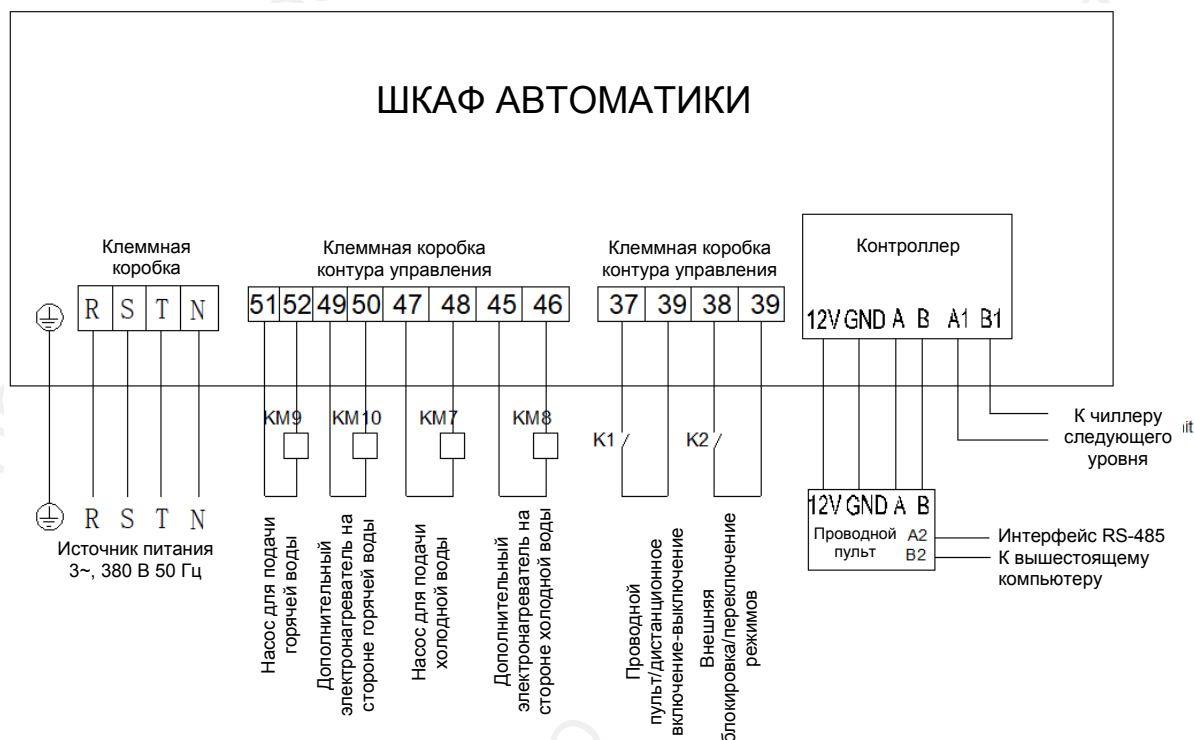 ШКАФ АВТОМАТИКИ
Клеммная
коробка
Клеммная коробка
контура управления
Клеммная коробка
контура управления
Контроллер
R S T N
51 52 49 50 47 48 45 46
37 39 38 39
12V GND A B A1 B1
KM9
KM10
KM7
KM8
K1
K2
К чиллеру
следующего
уровня
nit
R S T N
Источник питания
3~, 380 В 50 Гц
Насос для подачи
горячей воды
Дополнительный
электронагреватель на
стороне горячей воды
Насос для подачи
холодной воды
Дополнительный
электронагреватель на
стороне холодной воды
Проводной
пульт/дистанционное
включение-выключение
Внешняя
блокировка/переключение
режимов
12V GND A B
Проводной
пульт
A2
B2
Интерфейс RS-485
К вышестоящему
компьютеру